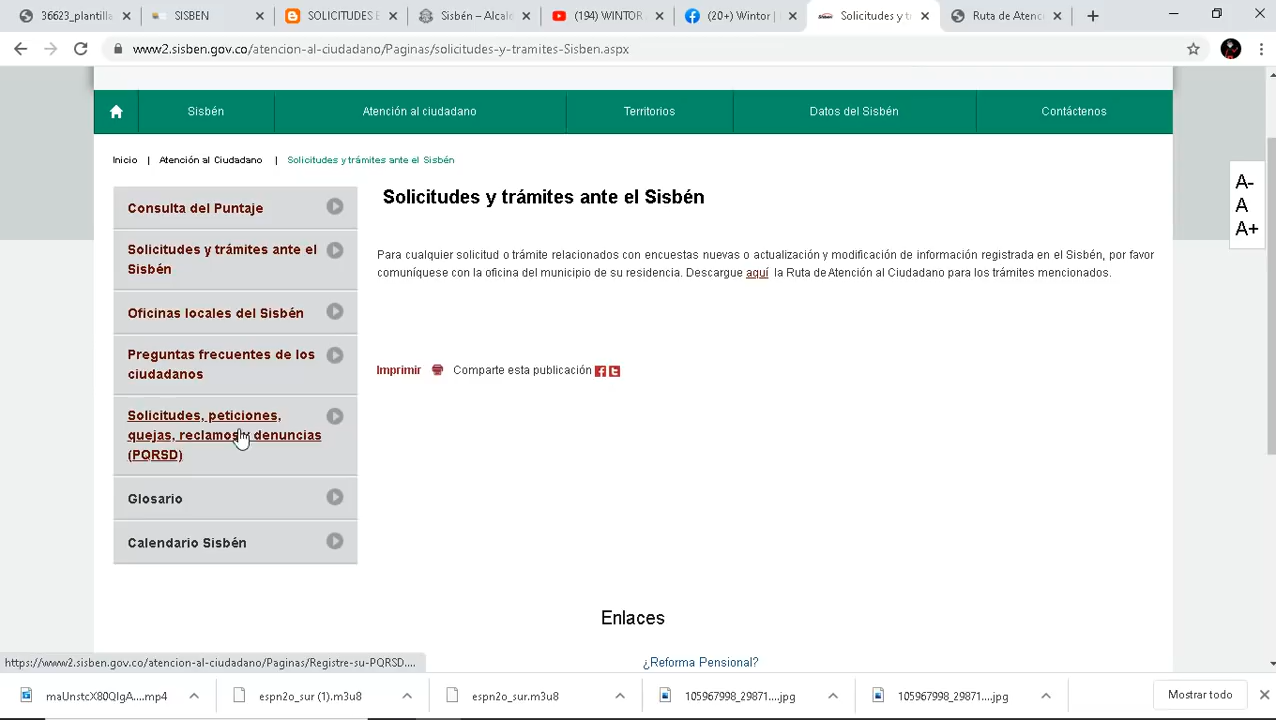 36623_plantilla
SISBEN
SOLICITUDES E
Sisbén – Alcal
(194) WINTOR
(20+) Wintor |
Solicitudes y tr
Ruta de Atenc
www2.sisben.gov.co/atencion-al-ciudadano/Paginas/solicitudes-y-tramites-Sisben.aspx
Sisbén
Atención al ciudadano
Territorios
Datos del Sisbén
Contáctenos
Inicio | Atención al Ciudadano | Solicitudes y trámites ante el Sisbén
A-
A
A+
Consulta del Puntaje
Solicitudes y trámites ante el
Sisbén
Oficinas locales del Sisbén
Preguntas frecuentes de los
ciudadanos
Solicitudes, peticiones,
quejas, reclamos y denuncias
(PQRSD)
Glosario
Calendario Sisbén
Solicitudes y trámites ante el Sisbén
Para cualquier solicitud o trámite relacionados con encuestas nuevas o actualización y modificación de información registrada en el Sisbén, por favor
comuníquese con la oficina del municipio de su residencia. Descargue aquí la Ruta de Atención al Ciudadano para los trámites mencionados.
Imprimir
Comparte esta publicación
Enlaces
¿Reforma Pensional?
https://www2.sisben.gov.co/atencion-al-ciudadano/Paginas/Registre-su-PQRSD....
maUnstcX80QIgA....mp4
espn2o_sur (1).m3u8
espn2o_sur.m3u8
105967998_29871....jpg
105967998_29871....jpg
Mostrar todo